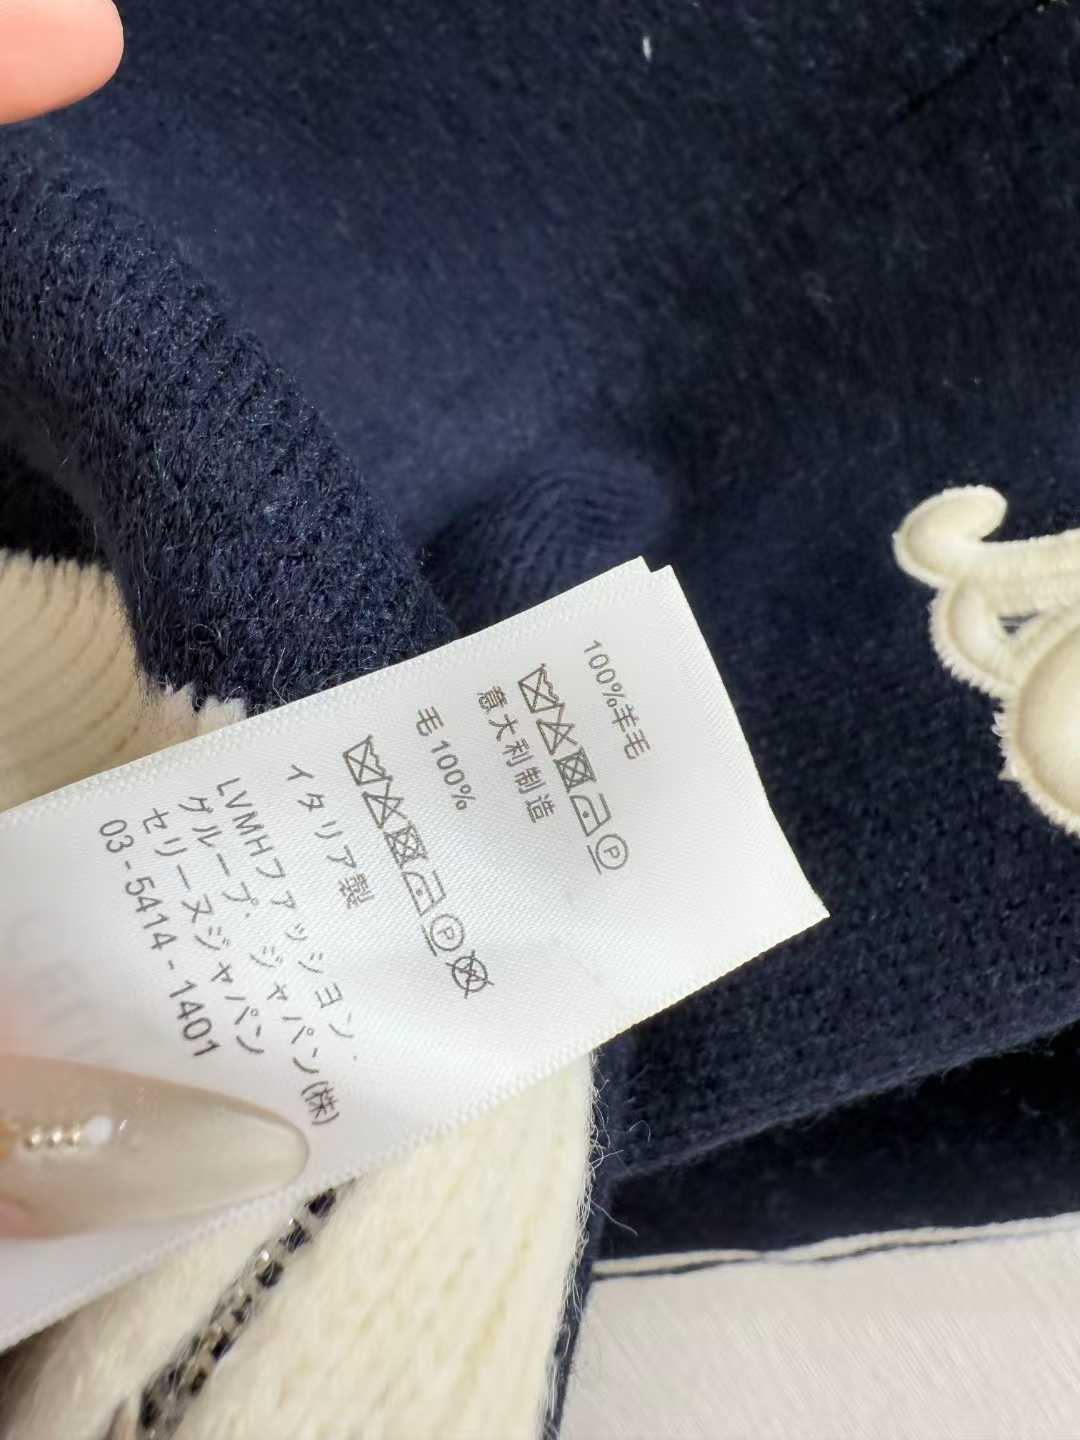 100%羊毛
P
意大利制造
毛 100%
P
イタリア製
LVMHファッション・
グループ・ジャパン(株)
セリーヌジャパン
03-5414-1401